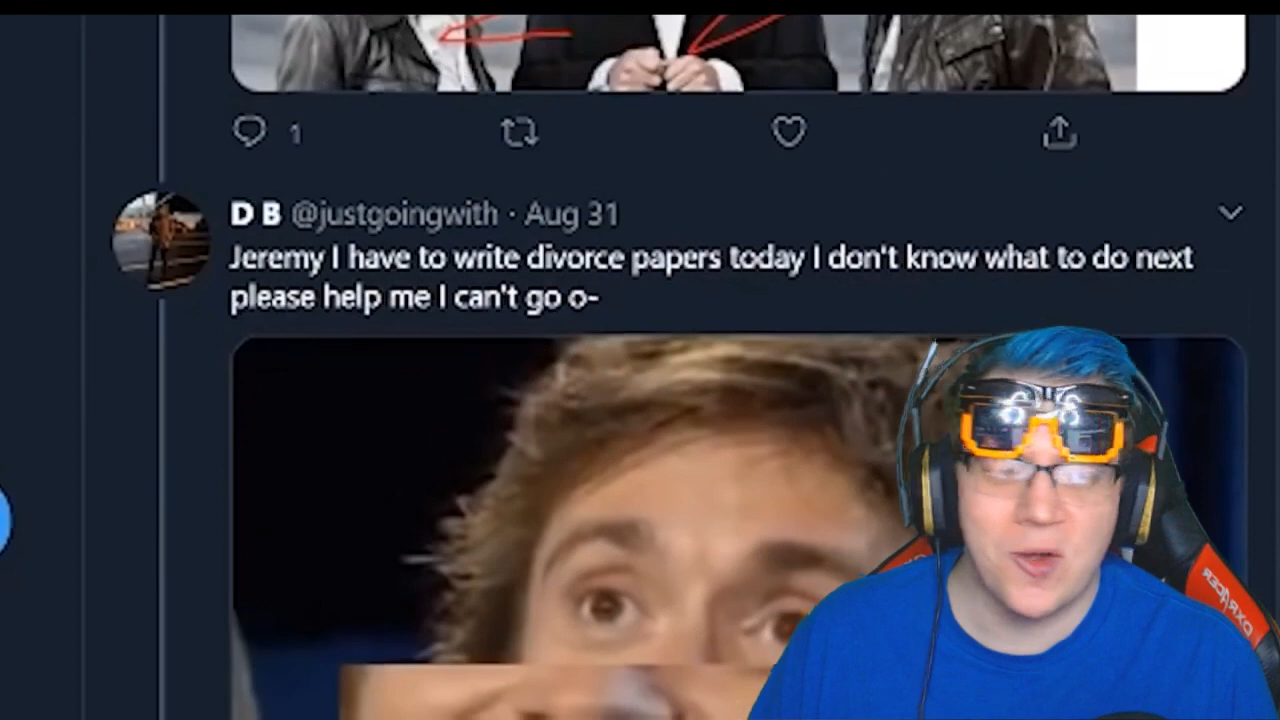 1
D B @justgoingwith · Aug 31
Jeremy I have to write divorce papers today I don't know what to do next
please help me I can't go o-
DXRACER